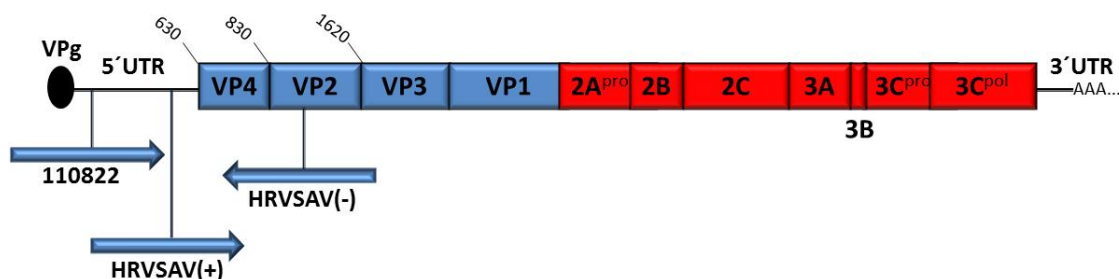 630
830
1620
VPg
5´UTR
VP4
VP2
VP3
VP1
2Apro
2B
2C
3A
3Cpro
3Cpol
3´UTR
AAA...
3B
110822
HRVSAV(-)
HRVSAV(+)